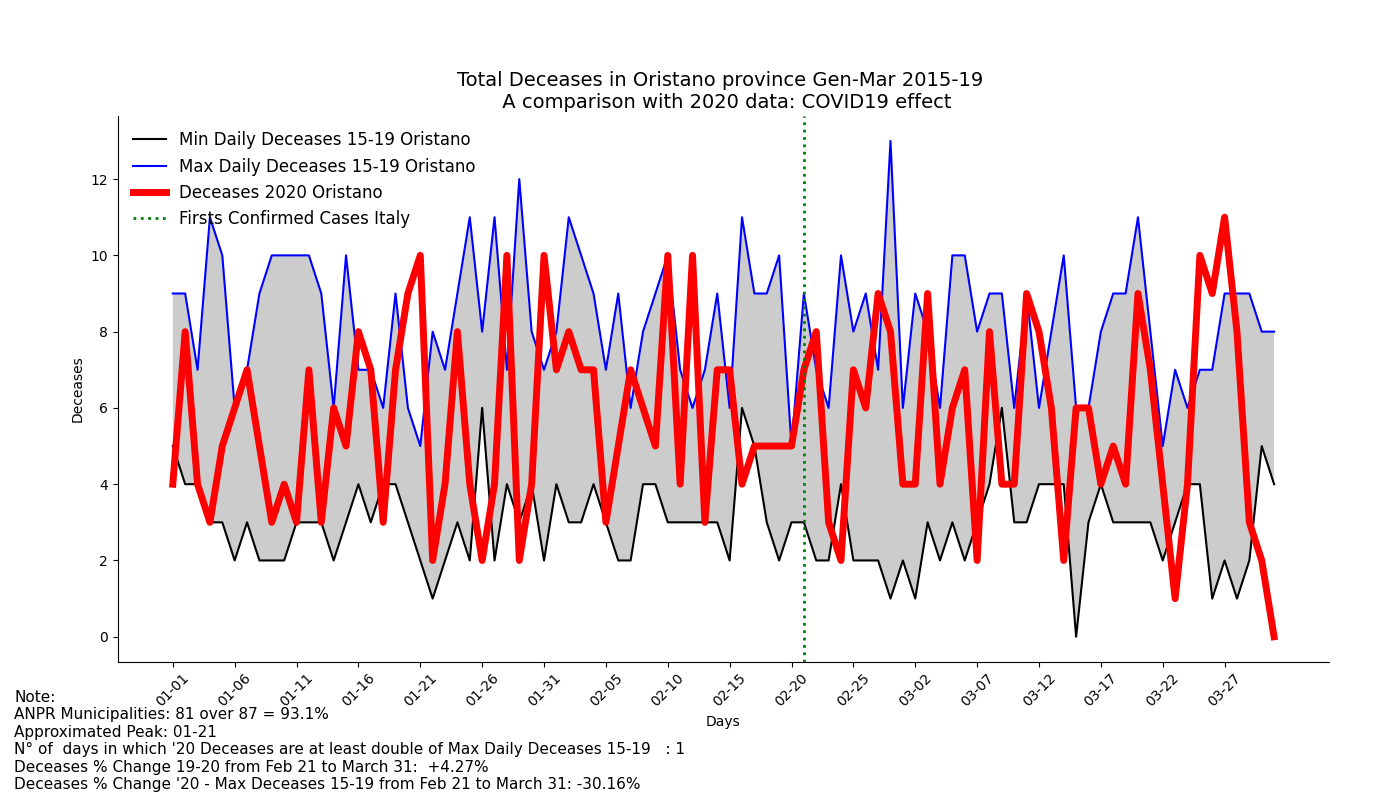 Total Deceases in Oristano province Gen-Mar 2015-19
A comparison with 2020 data: COVID19 effect
Min Daily Deceases 15-19 Oristano
Max Daily Deceases 15-19 Oristano
Deceases 2020 Oristano
Firsts Confirmed Cases Italy
Deceases
12
10
8
6
4
2
0
01-01 01-06 01-11 01-16 01-21 01-26 01-31 02-05 02-10 02-15 02-20 02-25 03-02 03-07 03-12 03-17 03-22 03-27
Days
Note:
ANPR Municipalities: 81 over 87 = 93.1%
Approximated Peak: 01-21
N° of  days in which '20 Deceases are at least double of Max Daily Deceases 15-19   : 1
Deceases % Change 19-20 from Feb 21 to March 31:  +4.27%
Deceases % Change '20 - Max Deceases 15-19 from Feb 21 to March 31: -30.16%